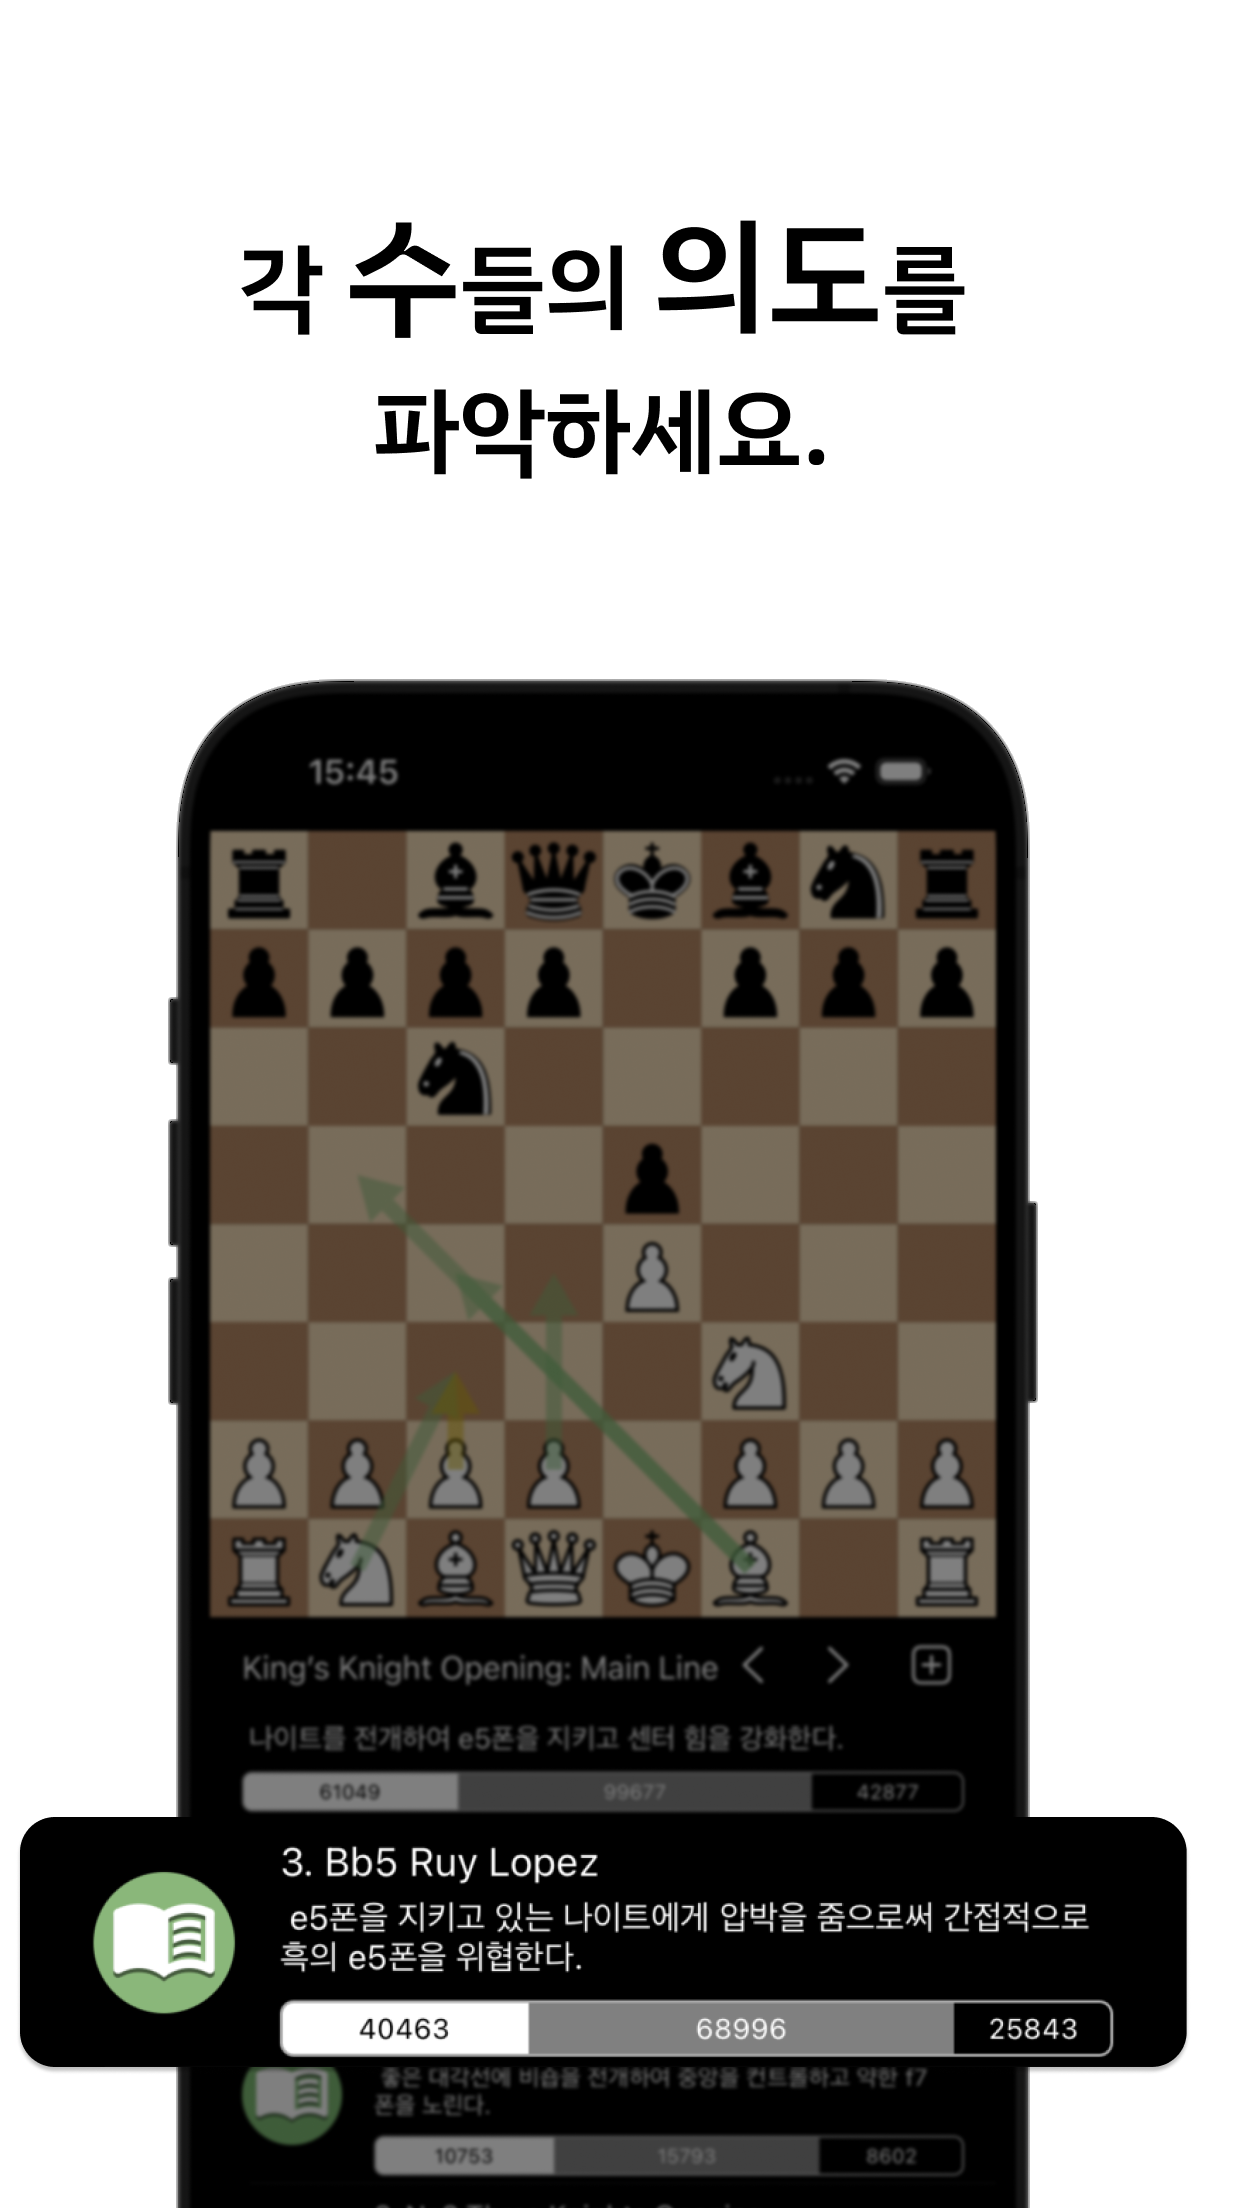 각 수들의 의도를
파악하세요.
15:45
King's Knight Opening: Main Line
나이트를 전개하여 e5폰을 지키고 센터 힘을 강화한다.
61049 99677 42877
3. Bb5 Ruy Lopez
e5폰을 지키고 있는 나이트에게 압박을 줌으로써 간접적으로
흑의 e5폰을 위협한다.
40463 68996 25843
좋은 대각선에 비숍을 전개하여 중앙을 컨트롤하고 약한 f7
폰을 노린다.
10753 15793 8602